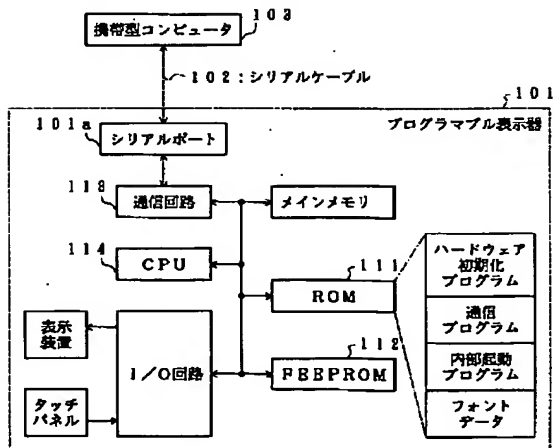 103
携帯型コンピュータ
102:シリアルケーブル
101
プログラマブル表示器
101a
シリアルポート
113
通信回路
メインメモリ
114
CPU
111
ROM
ハードウェア
初期化
プログラム
通信
プログラム
内部起動
プログラム
フォント
データ
表示
装置
I/O回路
112
FEEPROM
タッチ
パネル